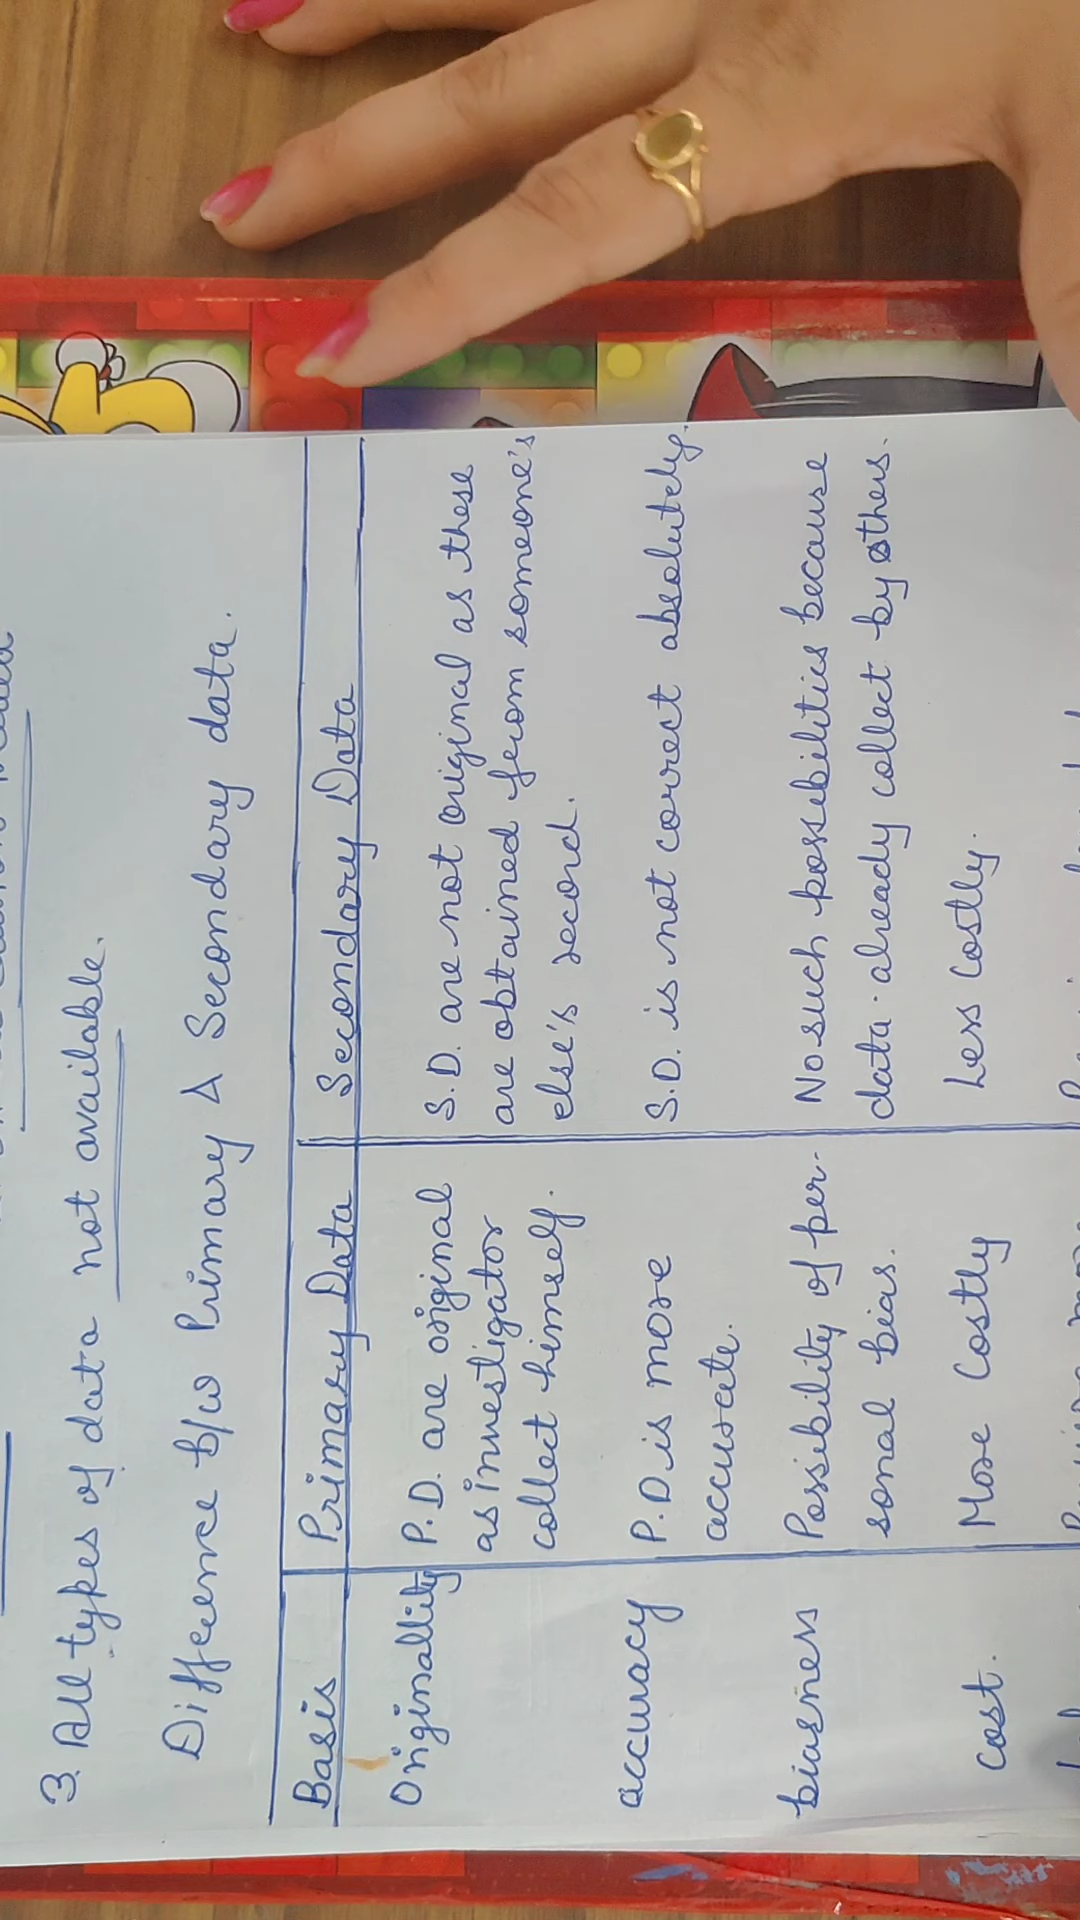 3. All types of data not available.
Difference b/w Primary & Secondary data.
Basis Primary Data Secondary Data
Originallity P.D. are original S.D. are not original as these
as investigator are obtained from someone's
collect himself. else's record.
accuracy P.D is more S.D. is not correct absolutely.
accurate.
biasness Possibility of per- No such possibilities because
sonal bias. data already collect by others.
cost. More Costly Less Costly.